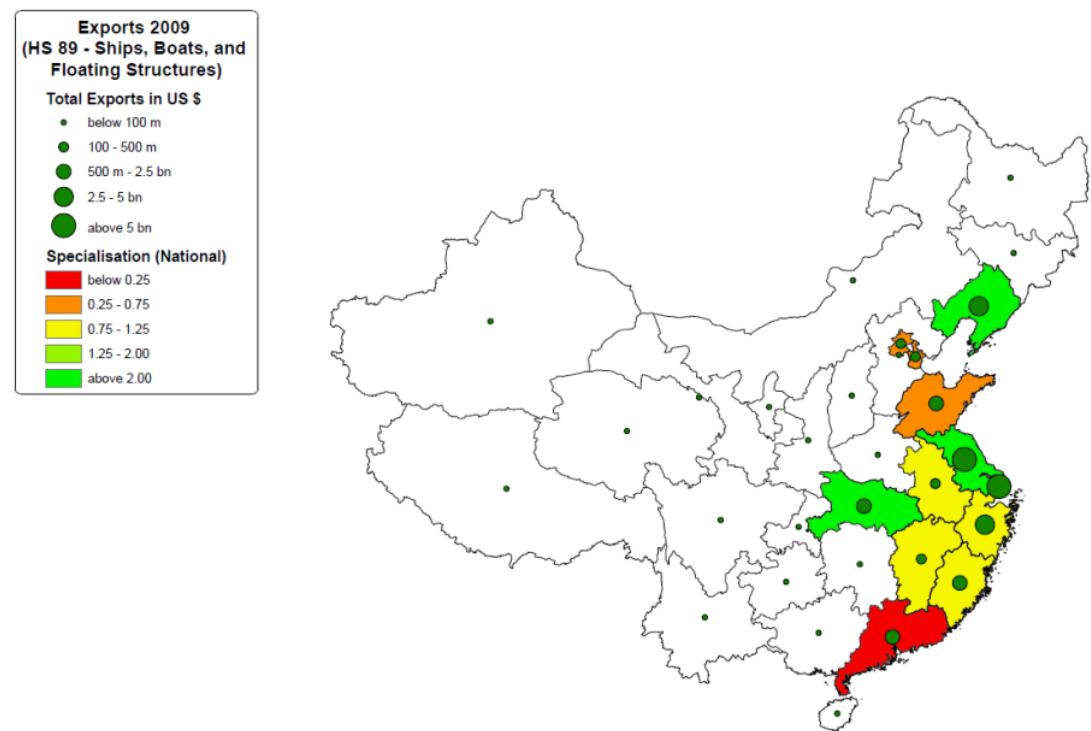 Exports 2009
(HS 89 - Ships, Boats, and
Floating Structures)
Total Exports in US $
below 100 m
100 - 500 m
500 m - 2.5 bn
2.5 - 5 bn
above 5 bn
Specialisation (National)
below 0.25
0.25 - 0.75
0.75 - 1.25
1.25 - 2.00
above 2.00